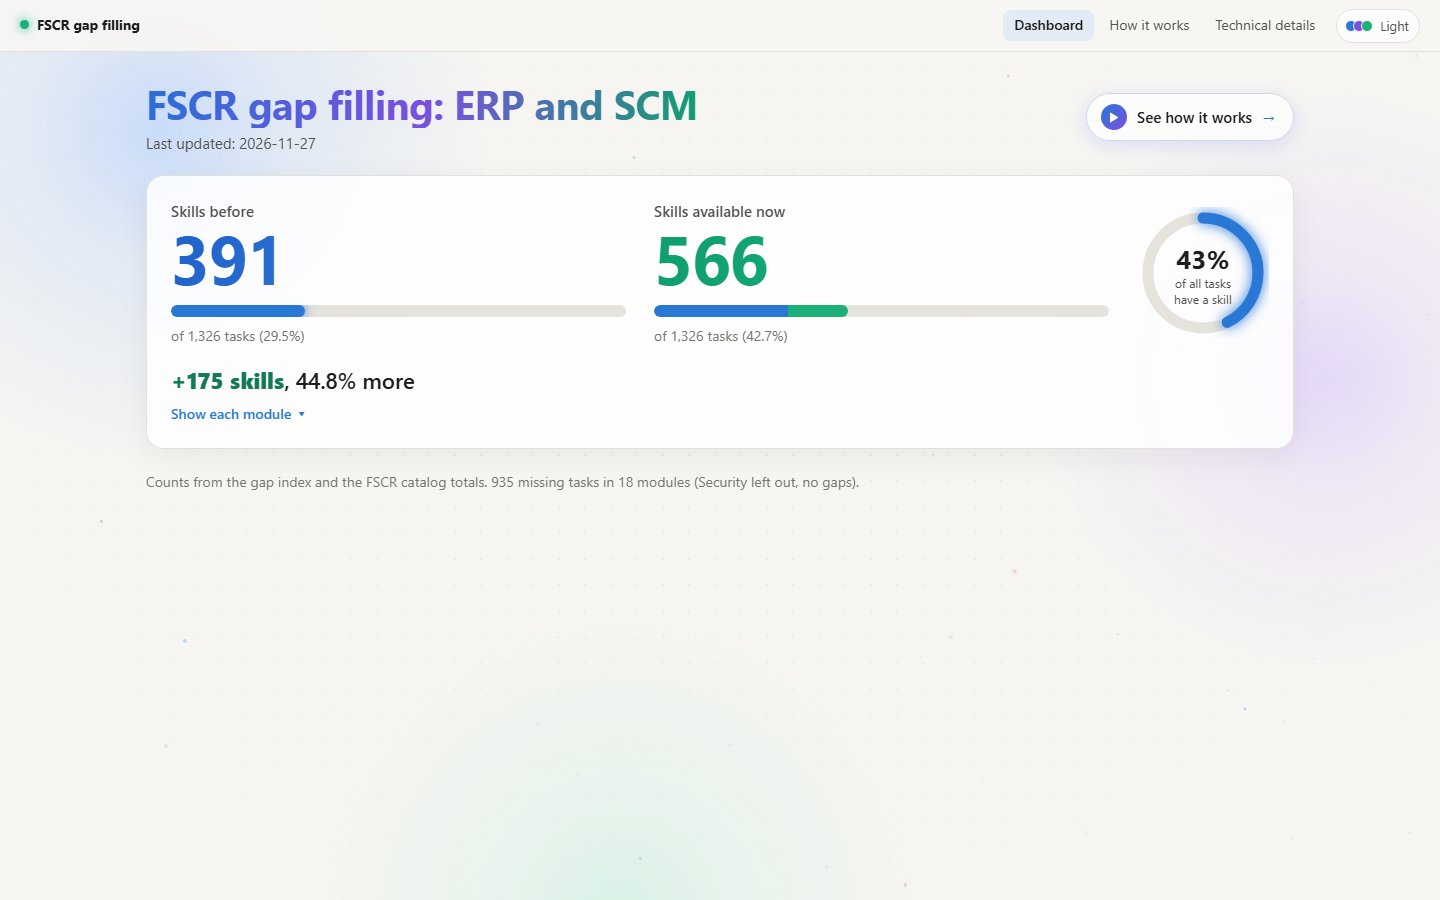 FSCR gap filling
Dashboard
How it works
Technical details
Light
FSCR gap filling: ERP and SCM
Last updated: 2026-11-27
See how it works →
Skills before
391
of 1,326 tasks (29.5%)
Skills available now
566
of 1,326 tasks (42.7%)
43%
of all tasks
have a skill
+175 skills, 44.8% more
Show each module ▾
Counts from the gap index and the FSCR catalog totals. 935 missing tasks in 18 modules (Security left out, no gaps).